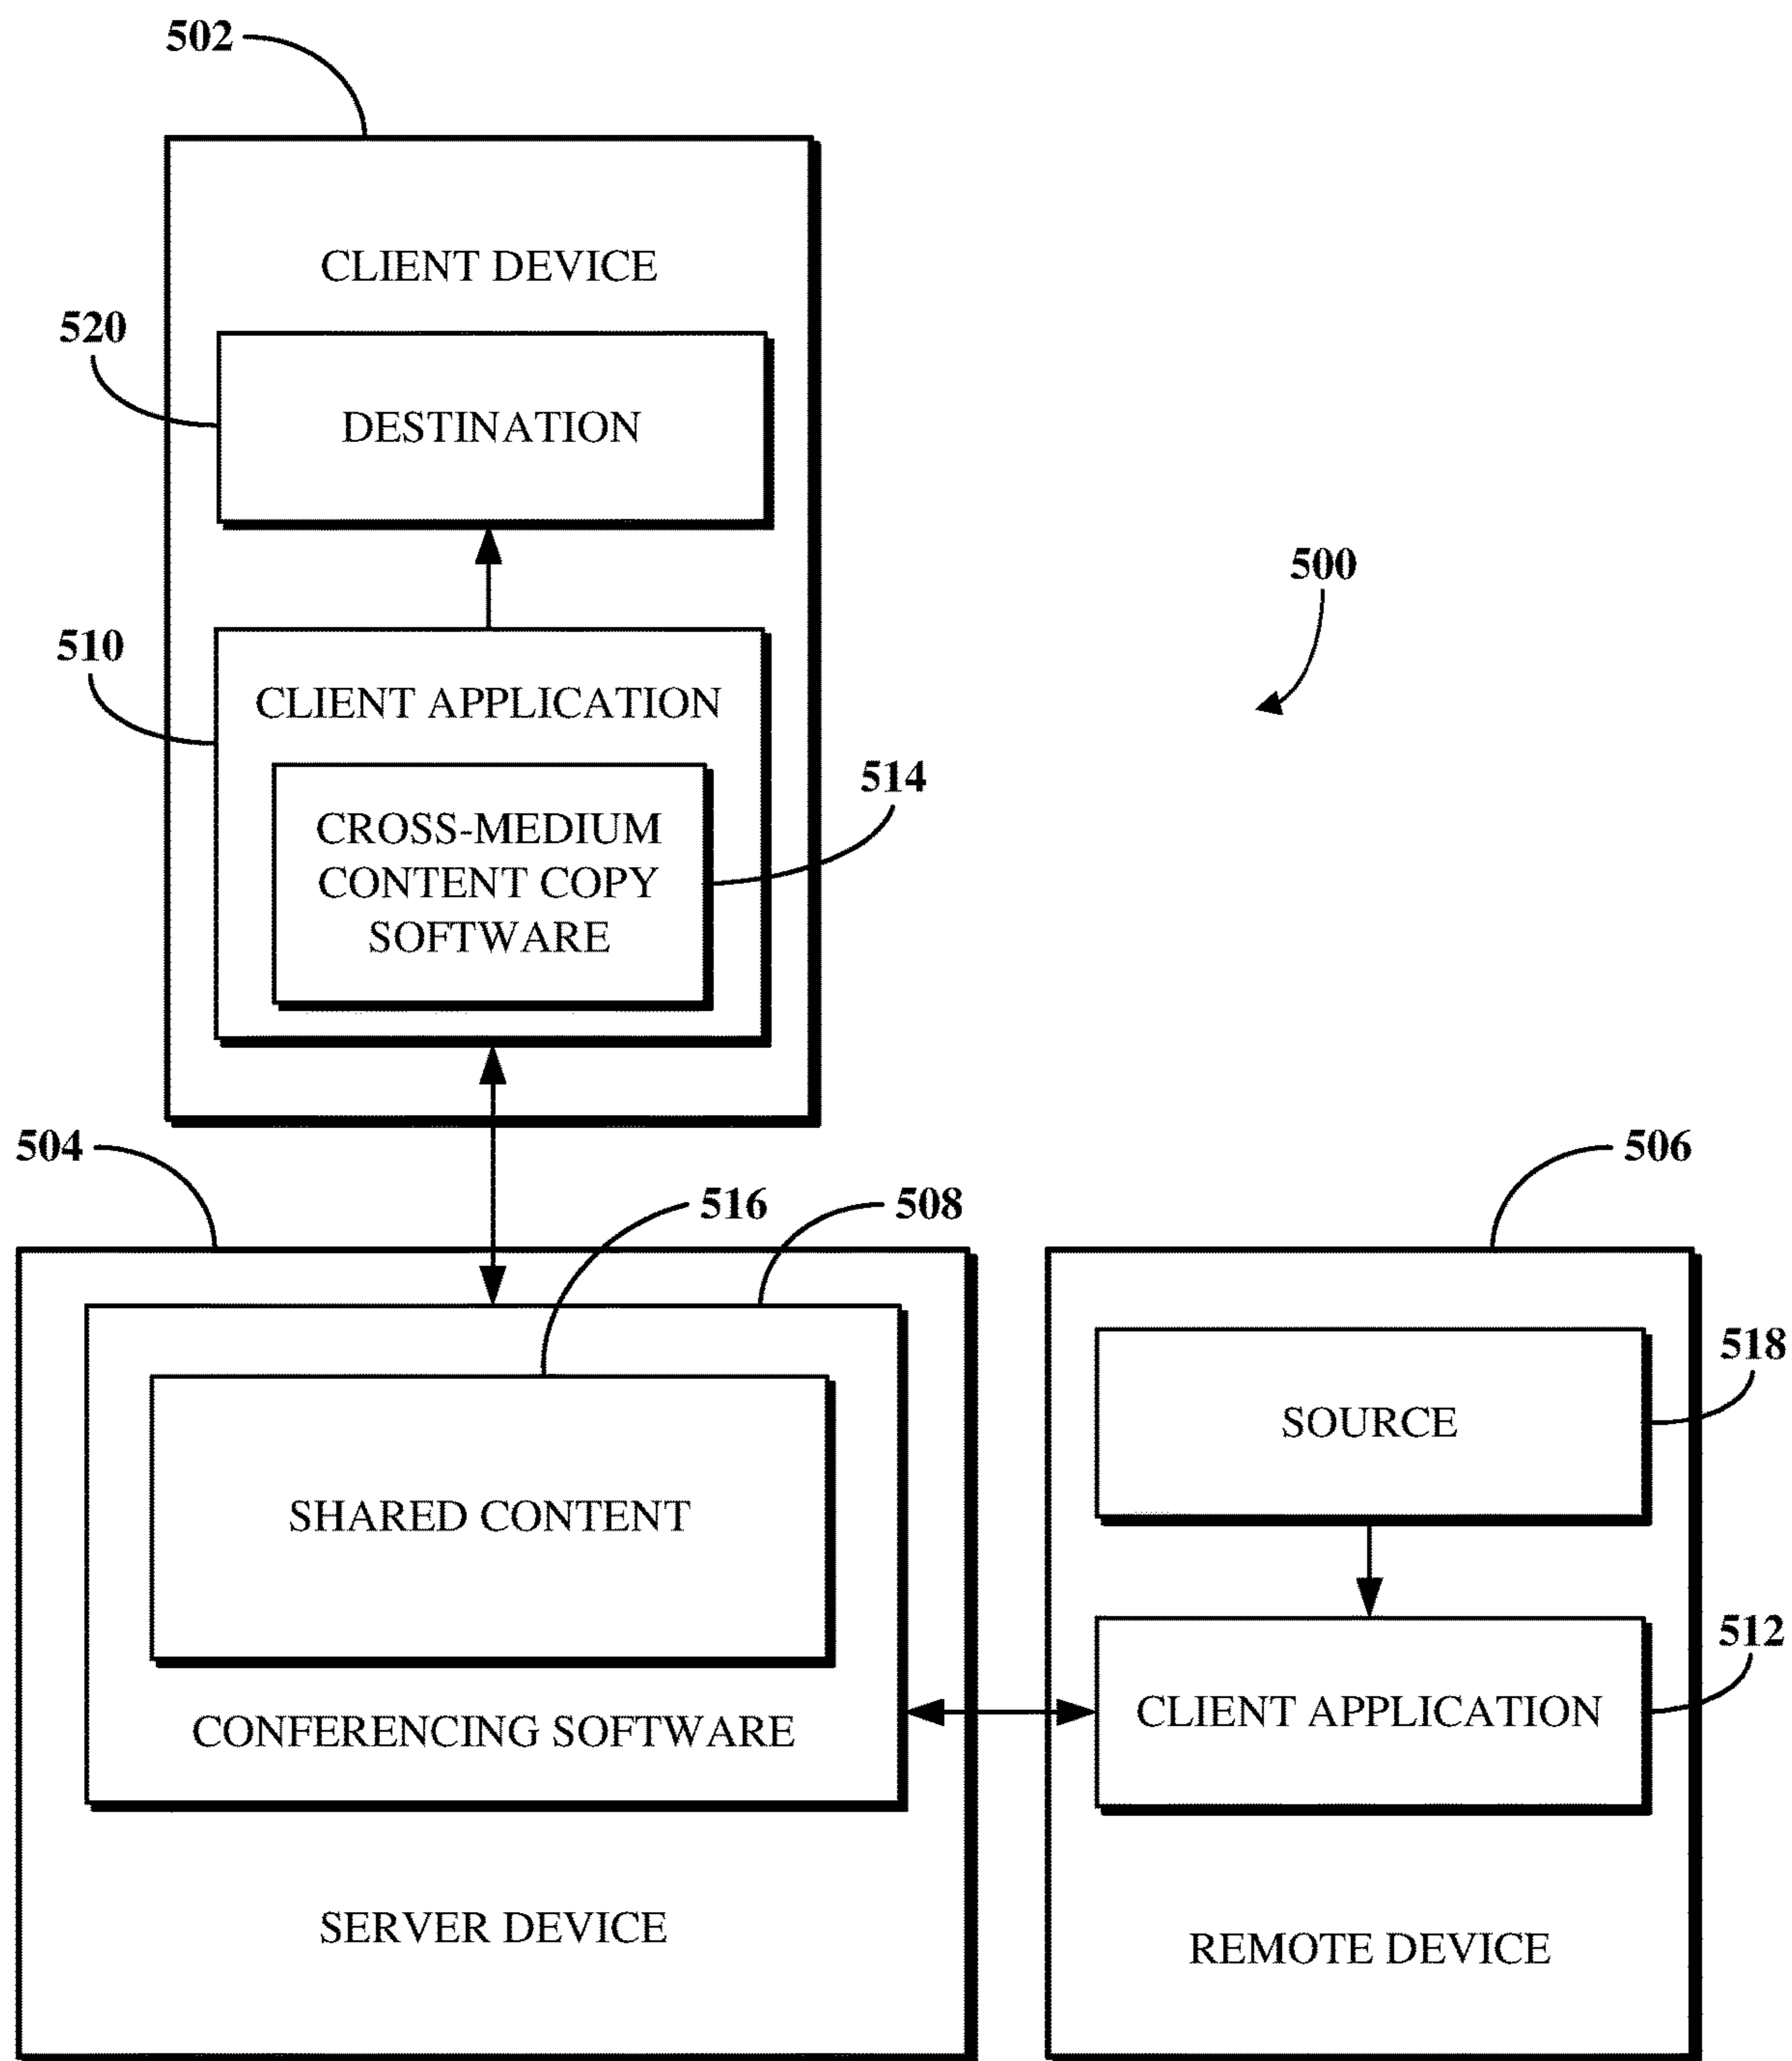 502
CLIENT DEVICE
520
DESTINATION
500
510
CLIENT APPLICATION
514
CROSS-MEDIUM
CONTENT COPY
SOFTWARE
504
506
516
508
518
SOURCE
SHARED CONTENT
512
CLIENT APPLICATION
CONFERENCING SOFTWARE
SERVER DEVICE
REMOTE DEVICE